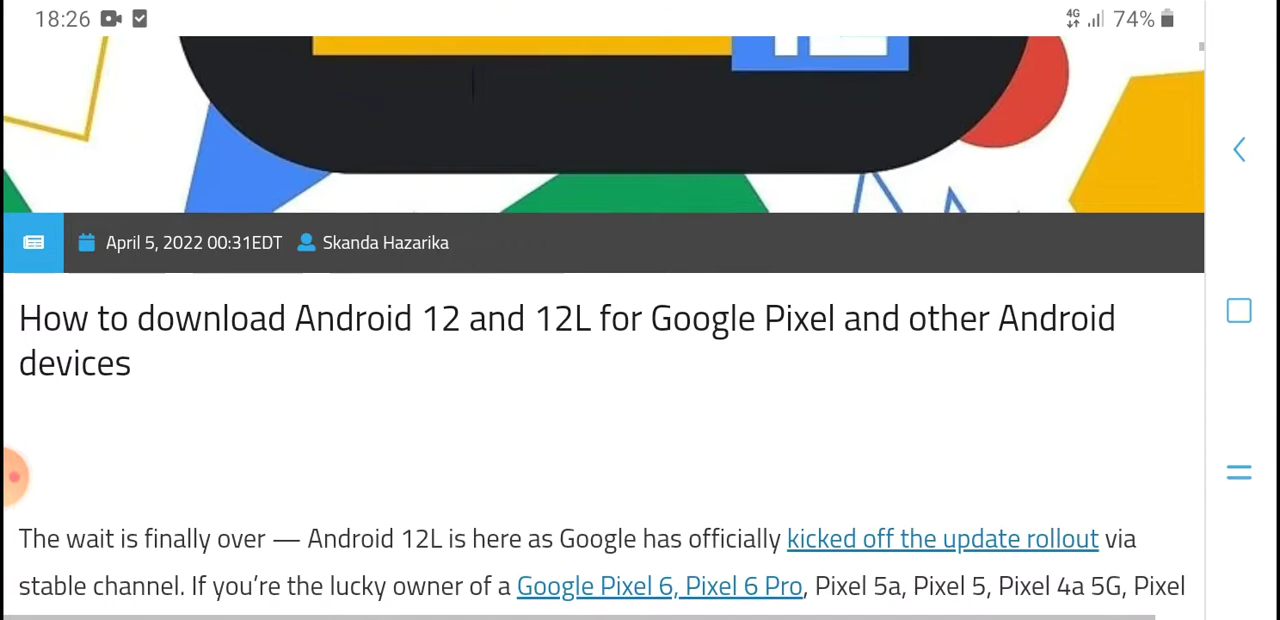 18:26 4G 74%
April 5, 2022 00:31EDT Skanda Hazarika
How to download Android 12 and 12L for Google Pixel and other Android
devices
The wait is finally over — Android 12L is here as Google has officially kicked off the update rollout via
stable channel. If you’re the lucky owner of a Google Pixel 6, Pixel 6 Pro, Pixel 5a, Pixel 5, Pixel 4a 5G, Pixel